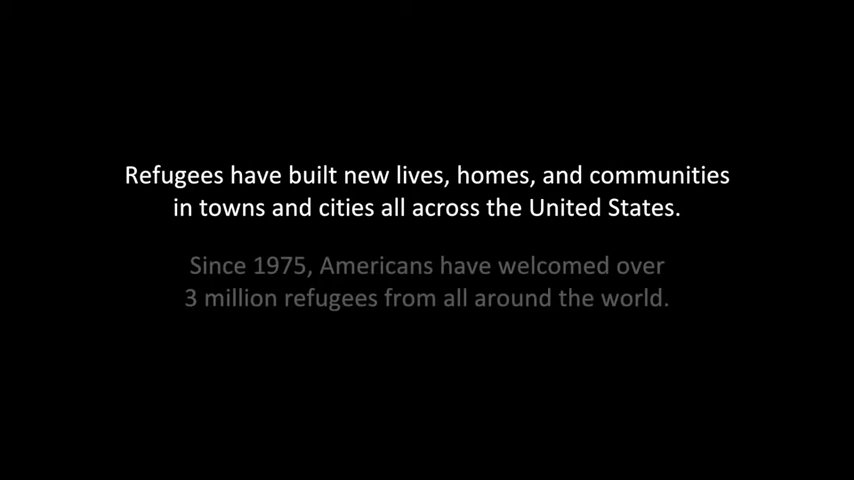 Refugees have built new lives, homes, and communities
in towns and cities all across the United States.
Since 1975, Americans have welcomed over
3 million refugees from all around the world.